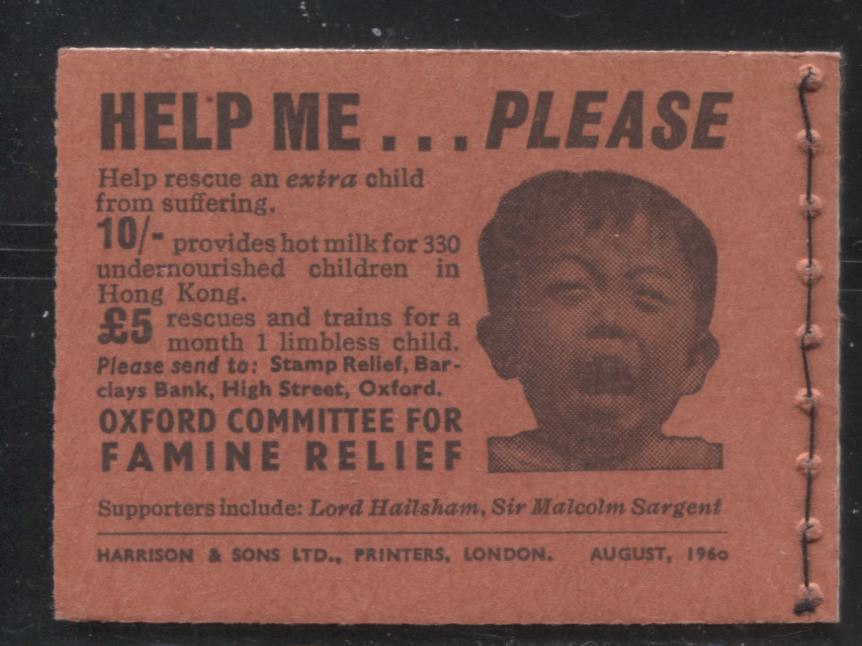 HELP ME ... PLEASE
Help rescue an extra child
from suffering.
10/- provides hot milk for 330
undernourished children in
Hong Kong.
£5 rescues and trains for a
month 1 limbless child.
Please send to: Stamp Relief, Bar-
clays Bank, High Street, Oxford.
OXFORD COMMITTEE FOR
FAMINE RELIEF
Supporters include: Lord Hailsham, Sir Malcolm Sargent
HARRISON & SONS LTD., PRINTERS, LONDON. AUGUST, 1960